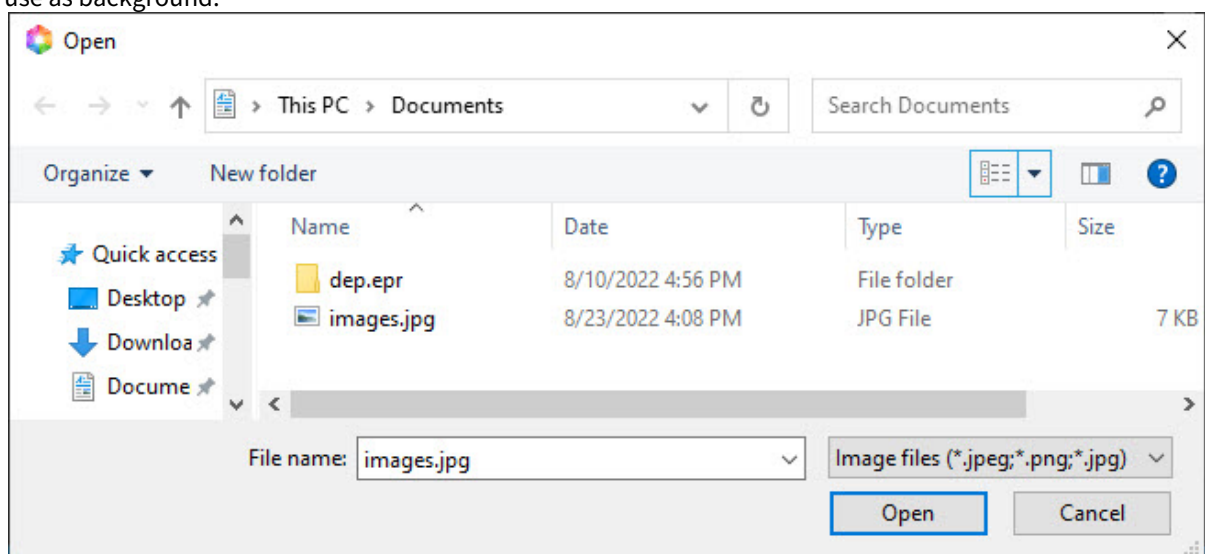 use as background.
Open
This PC > Documents
Search Documents
Organize
New folder
Name
Date
Type
Size
Quick access
dep.epr
8/10/2022 4:56 PM
File folder
Desktop
images.jpg
8/23/2022 4:08 PM
JPG File
7 KB
Downloa
Docume
File name:
images.jpg
Image files (*.jpeg;*.png;*.jpg)
Open
Cancel